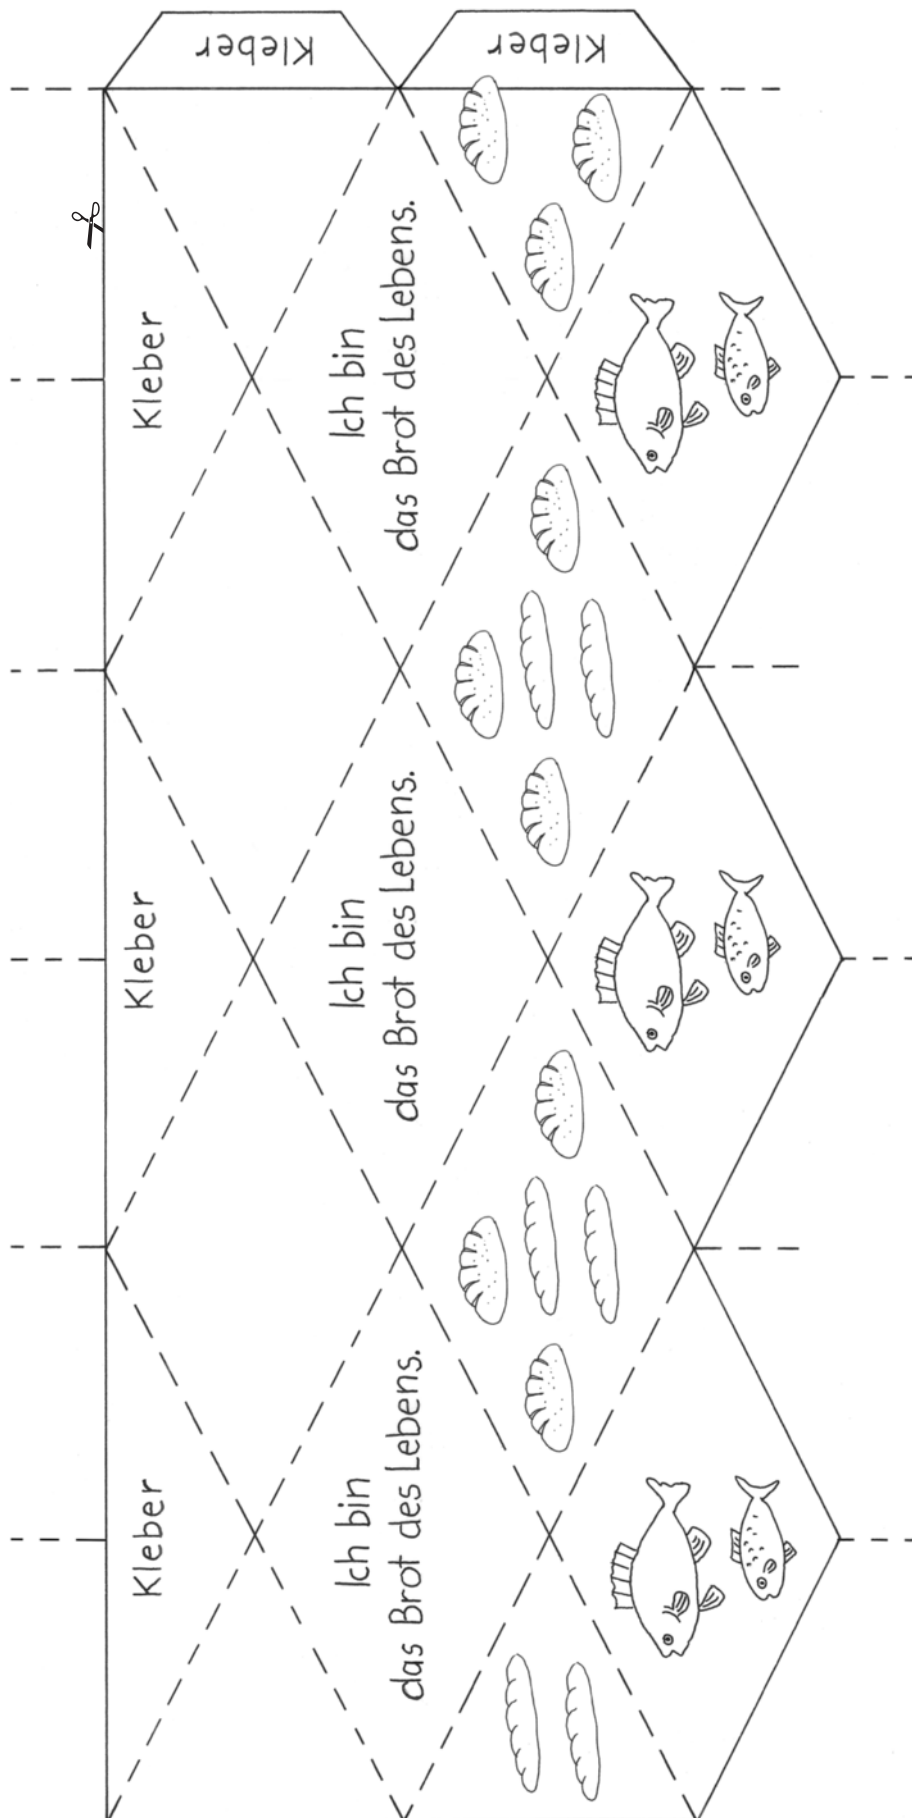 Kleber
Kleber
Kleber
Ich bin
das Brot des Lebens.
Kleber
Ich bin
das Brot des Lebens.
Kleber
Ich bin
das Brot des Lebens.